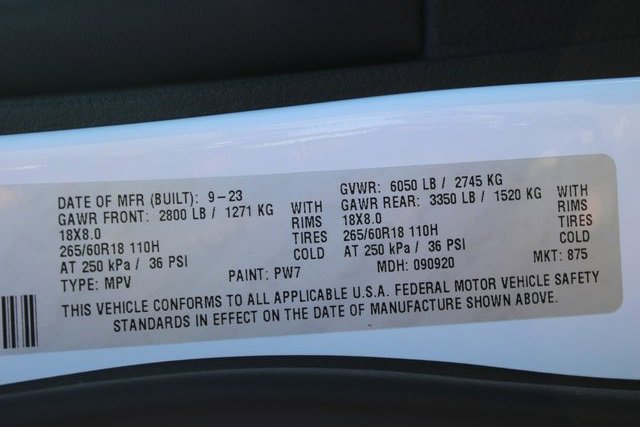 DATE OF MFR (BUILT): 9-23 GVWR: 6050 LB / 2745 KG
GAWR FRONT: 2800 LB / 1271 KG WITH GAWR REAR: 3350 LB / 1520 KG WITH
18X8.0 RIMS 18X8.0 RIMS
265/60R18 110H TIRES 265/60R18 110H TIRES
AT 250 kPa / 36 PSI COLD AT 250 kPa / 36 PSI COLD
TYPE: MPV PAINT: PW7 MDH: 090920 MKT: 875
THIS VEHICLE CONFORMS TO ALL APPLICABLE U.S.A. FEDERAL MOTOR VEHICLE SAFETY
STANDARDS IN EFFECT ON THE DATE OF MANUFACTURE SHOWN ABOVE.